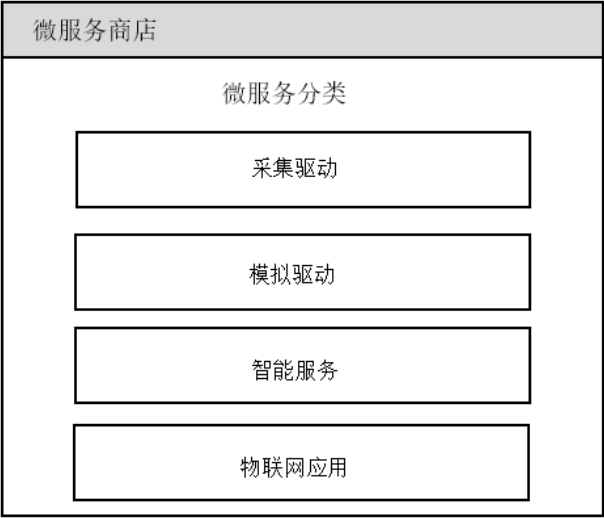 微服务商店
微服务分类
采集驱动
模拟驱动
智能服务
物联网应用